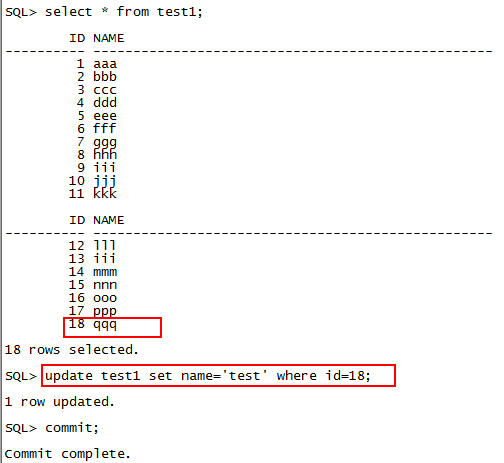 SQL> select * from test1;
ID NAME
---------- --------------------------------------------------
1 aaa
2 bbb
3 ccc
4 ddd
5 eee
6 fff
7 ggg
8 hhh
9 iii
10 jjj
11 kkk
ID NAME
---------- --------------------------------------------------
12 lll
13 iii
14 mmm
15 nnn
16 ooo
17 ppp
18 qqq
18 rows selected.
SQL> update test1 set name='test' where id=18;
1 row updated.
SQL> commit;
Commit complete.